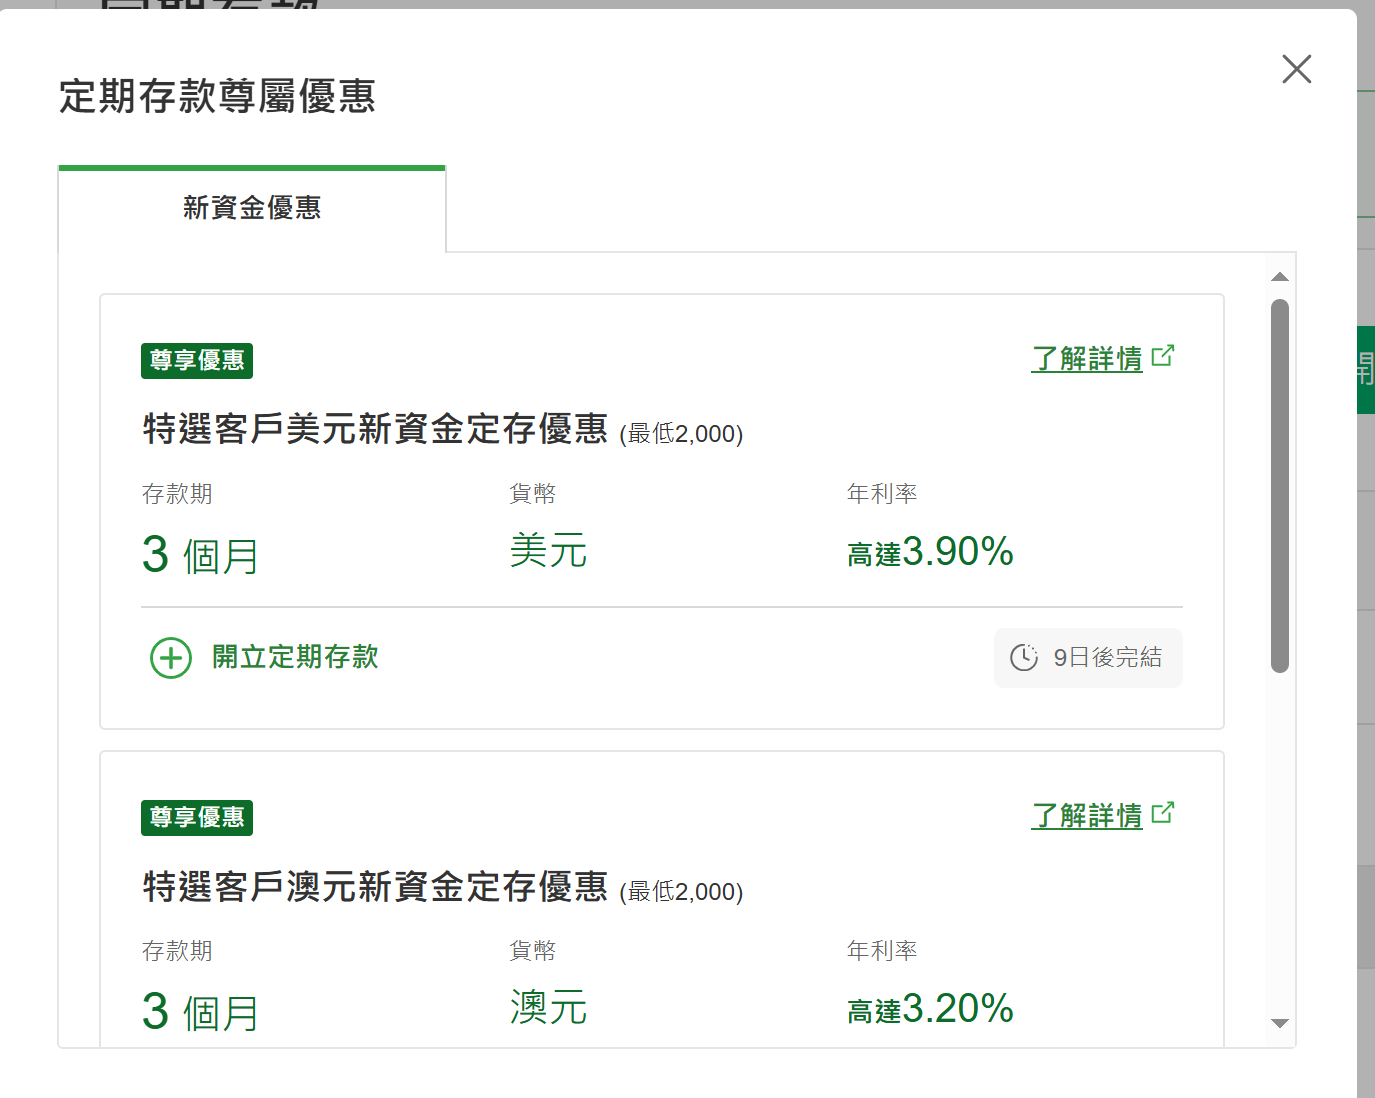 定期存款
定期存款尊屬優惠
新資金優惠
尊享優惠
了解詳情
特選客戶美元新資金定存優惠 (最低2,000)
存款期 貨幣 年利率
3 個月 美元 高達3.90%
開立定期存款 9日後完結
開
尊享優惠
了解詳情
特選客戶澳元新資金定存優惠 (最低2,000)
存款期 貨幣 年利率
3 個月 澳元 高達3.20%